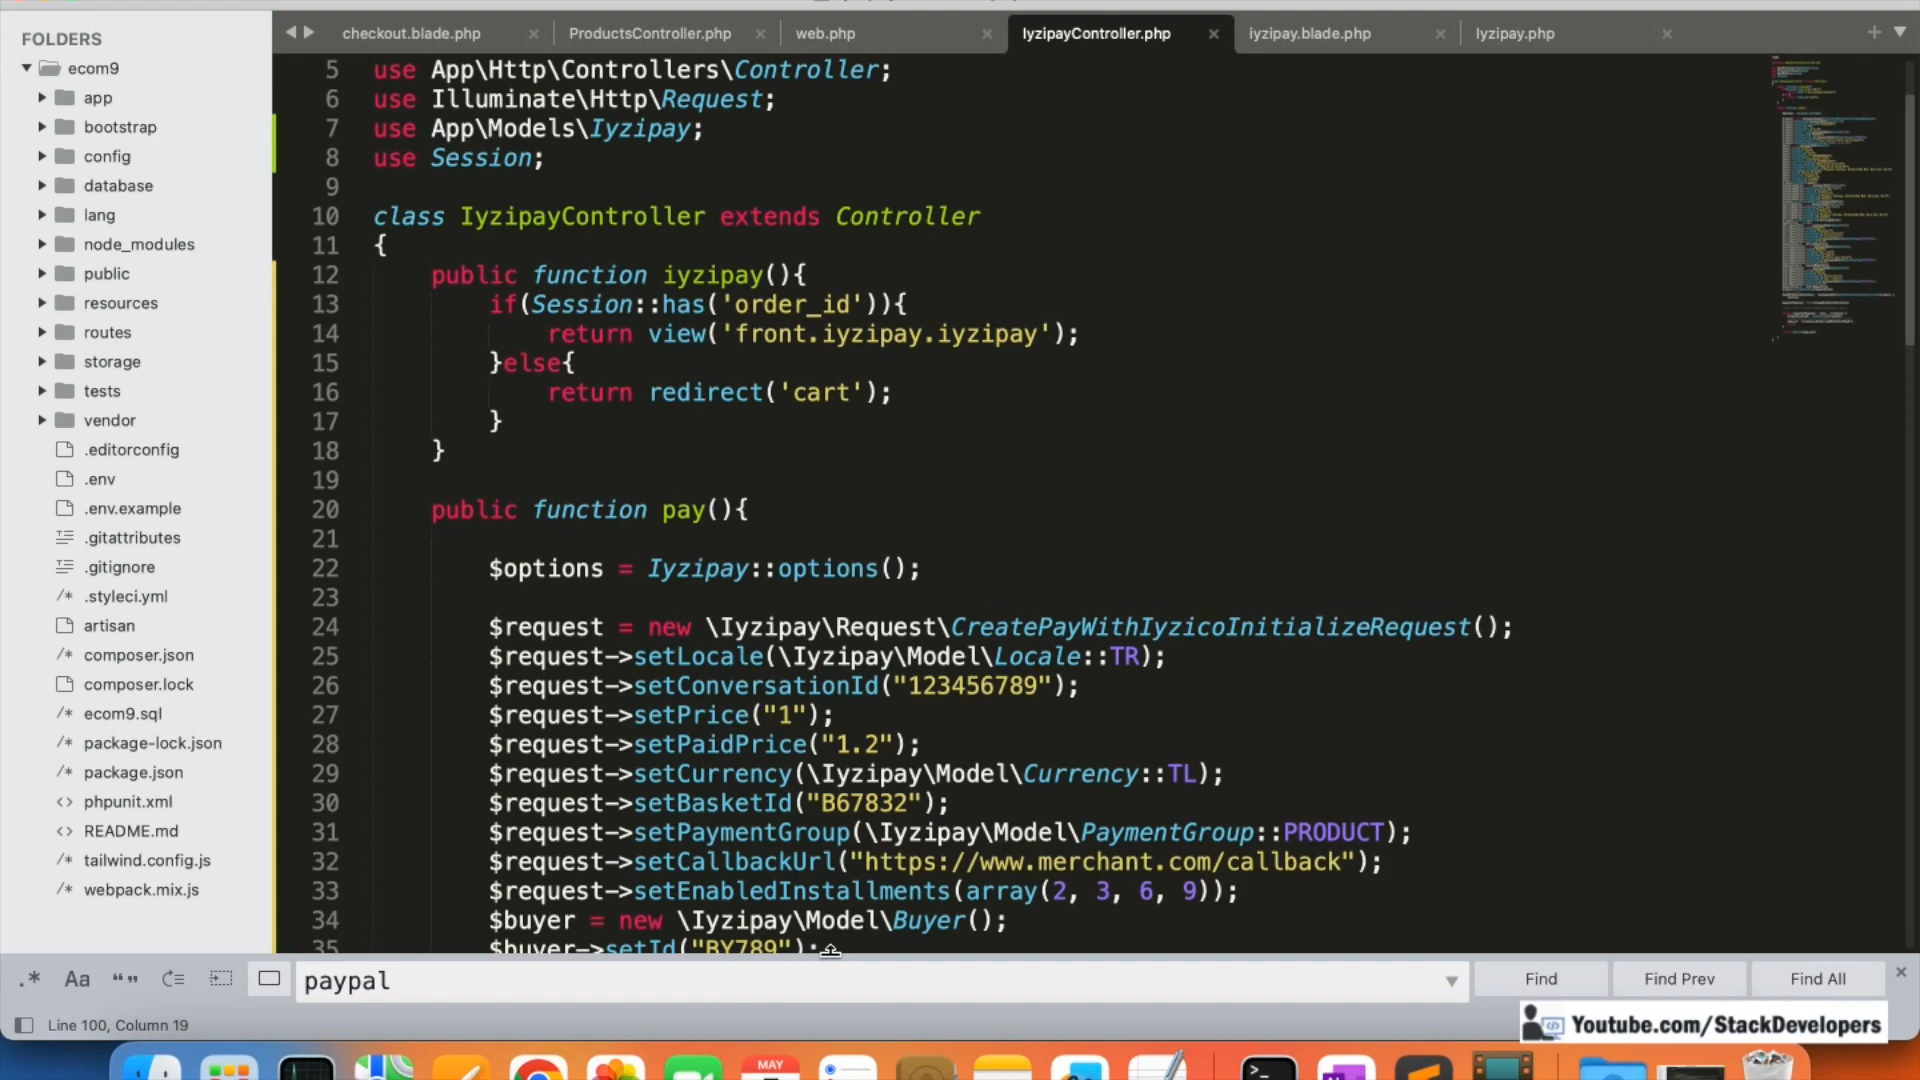 FOLDERS
ecom9
app
bootstrap
config
database
lang
node_modules
public
resources
routes
storage
tests
vendor
.editorconfig
.env
.env.example
.gitattributes
.gitignore
.styleci.yml
artisan
composer.json
composer.lock
ecom9.sql
package-lock.json
package.json
phpunit.xml
README.md
tailwind.config.js
webpack.mix.js
checkout.blade.php
ProductsController.php
web.php
IyzipayController.php
iyzipay.blade.php
Iyzipay.php
5 use App\Http\Controllers\Controller;
6 use Illuminate\Http\Request;
7 use App\Models\Iyzipay;
8 use Session;
9
10 class IyzipayController extends Controller
11 {
12 public function iyzipay(){
13 if(Session::has('order_id')){
14 return view('front.iyzipay.iyzipay');
15 }else{
16 return redirect('cart');
17 }
18 }
19
20 public function pay(){
21
22 $options = Iyzipay::options();
23
24 $request = new \Iyzipay\Request\CreatePayWithIyzicoInitializeRequest();
25 $request->setLocale(\Iyzipay\Model\Locale::TR);
26 $request->setConversationId("123456789");
27 $request->setPrice("1");
28 $request->setPaidPrice("1.2");
29 $request->setCurrency(\Iyzipay\Model\Currency::TL);
30 $request->setBasketId("B67832");
31 $request->setPaymentGroup(\Iyzipay\Model\PaymentGroup::PRODUCT);
32 $request->setCallbackUrl("https://www.merchant.com/callback");
33 $request->setEnabledInstallments(array(2, 3, 6, 9));
34 $buyer = new \Iyzipay\Model\Buyer();
35 $buyer->setId("BY789");
.* Aa “ ”
paypal
Find
Find Prev
Find All
Line 100, Column 19
Youtube.com/StackDevelopers
MAY